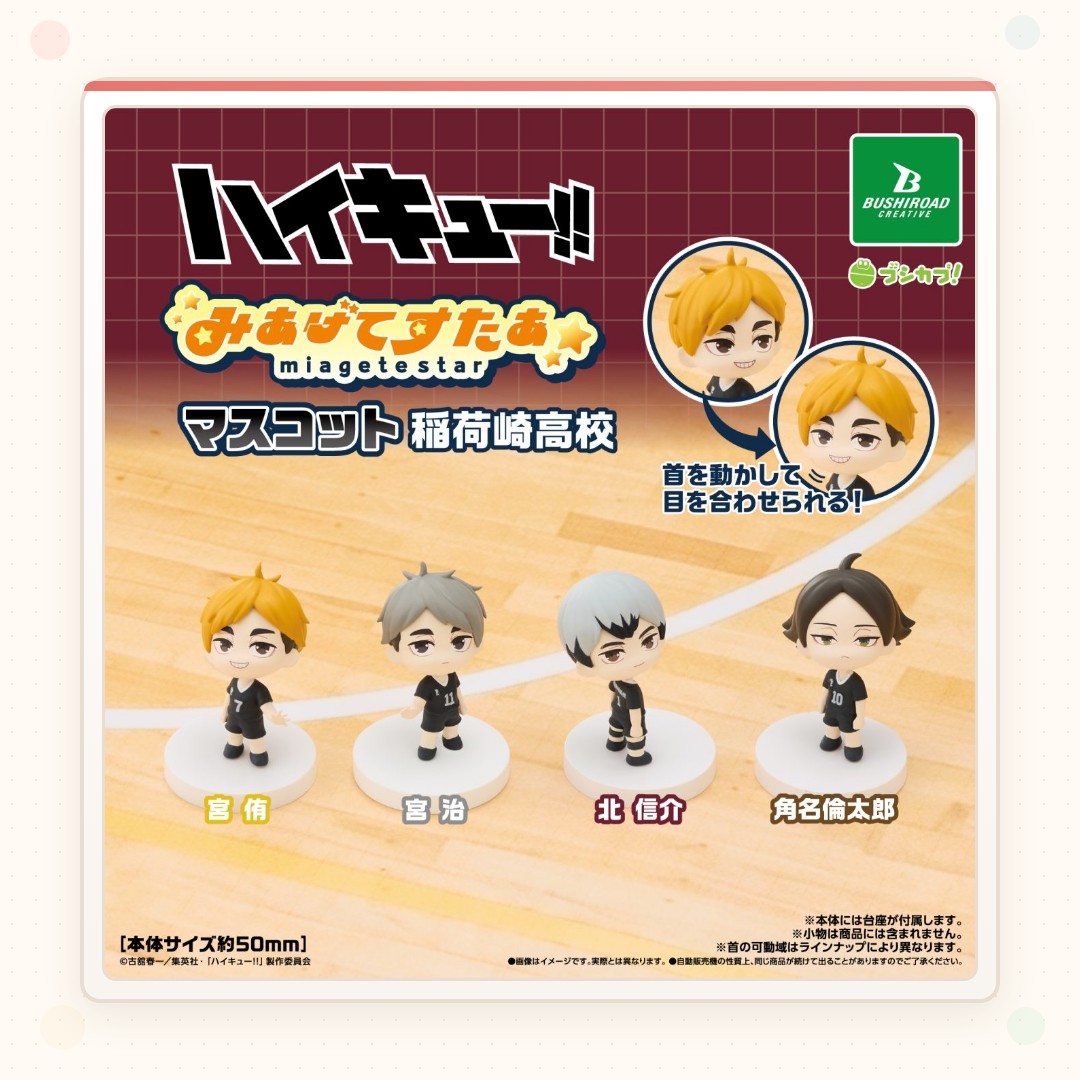 ハイキュー!!
B
BUSHIROAD
CREATIVE
ブシカプ!
みあげてすたぁ
miagete star
マスコット 稲荷崎高校
首を動かして
目を合わせられる!
7
11
1
10
宮 侑
宮 治
北 信介
角名倫太郎
[本体サイズ約50mm]
©古舘春一/集英社・「ハイキュー!!」製作委員会
※本体には台座が付属します。
※小物は商品には含まれません。
※首の可動域はラインナップにより異なります。
●画像はイメージです。実際とは異なります。 ●自動販売機の性質上、同じ商品が続けて出ることがありますのでご了承ください。